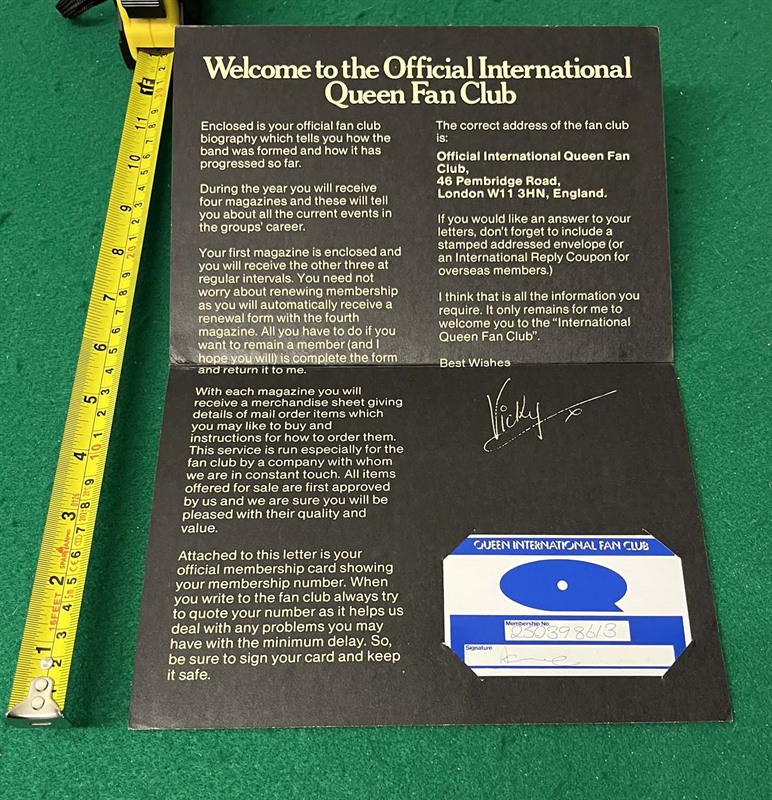 Welcome to the Official International
Queen Fan Club
Enclosed is your official fan club
biography which tells you how the
band was formed and how it has
progressed so far.
During the year you will receive
four magazines and these will tell
you about all the current events in
the groups' career.
Your first magazine is enclosed and
you will receive the other three at
regular intervals. You need not
worry about renewing membership
as you will automatically receive a
renewal form with the fourth
magazine. All you have to do if you
want to remain a member (and I
hope you will) is complete the form
and return it to me.
With each magazine you will
receive a merchandise sheet giving
details of mail order items which
you may like to buy and
instructions for how to order them.
This service is run especially for the
fan club by a company with whom
we are in constant touch. All items
offered for sale are first approved
by us and we are sure you will be
pleased with their quality and
value.
Attached to this letter is your
official membership card showing
your membership number. When
you write to the fan club always try
to quote your number as it helps us
deal with any problems you may
have with the minimum delay. So,
be sure to sign your card and keep
it safe.
The correct address of the fan club
is:
Official International Queen Fan
Club,
46 Pembridge Road,
London W11 3HN, England.
If you would like an answer to your
letters, don't forget to include a
stamped addressed envelope (or
an International Reply Coupon for
overseas members.)
I think that is all the information you
require. It only remains for me to
welcome you to the "International
Queen Fan Club".
Best Wishes
Vicky x
QUEEN INTERNATIONAL FAN CLUB
Membership No.
230398613
Signature
16FEET
SPARTAN
1
2
3
4
5
6
7
8
9
10
11
1F